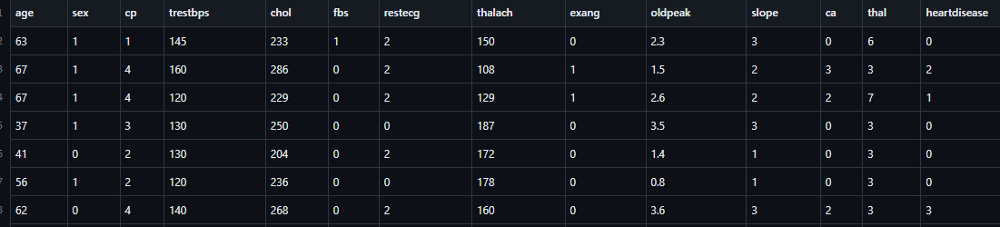 age sex cp trestbps chol fbs restecg thalach exang oldpeak slope ca thal heartdisease
63 1 1 145 233 1 2 150 0 2.3 3 0 6 0
67 1 4 160 286 0 2 108 1 1.5 2 3 3 2
67 1 4 120 229 0 2 129 1 2.6 2 2 7 1
37 1 3 130 250 0 0 187 0 3.5 3 0 3 0
41 0 2 130 204 0 2 172 0 1.4 1 0 3 0
56 1 2 120 236 0 0 178 0 0.8 1 0 3 0
62 0 4 140 268 0 2 160 0 3.6 3 2 3 3